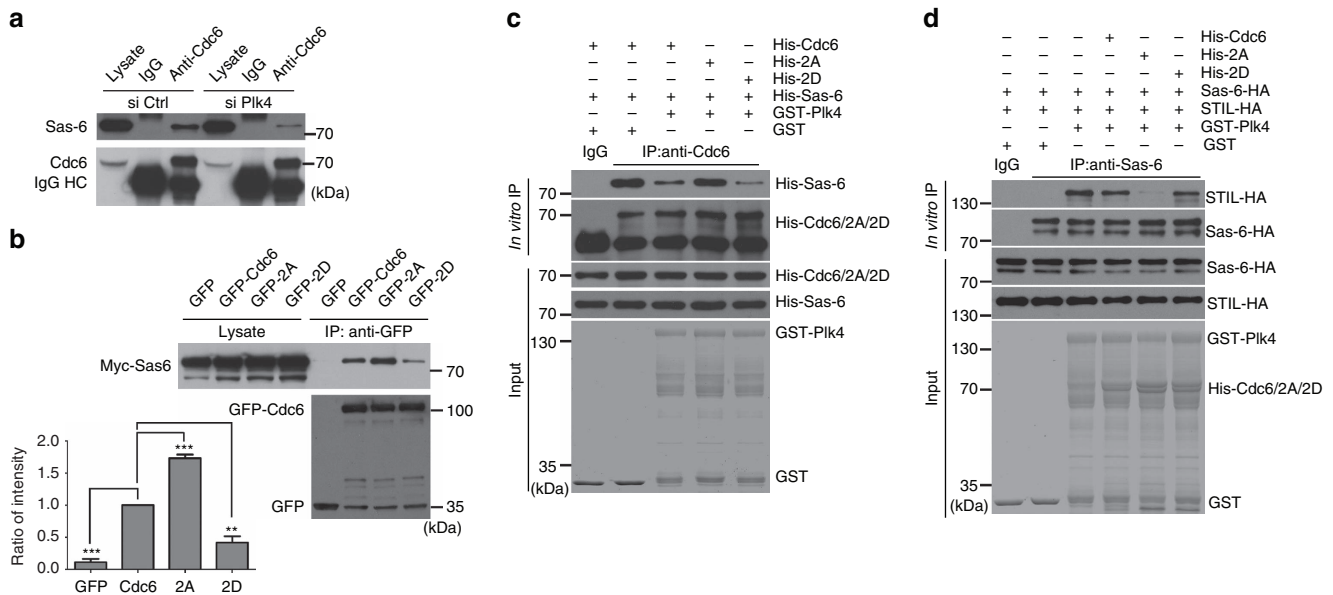 a
Lysate IgG Anti-Cdc6 Lysate IgG Anti-Cdc6
si Ctrl si Plk4
Sas-6
70
Cdc6 70
IgG HC
(kDa)
b
GFP GFP-Cdc6 GFP-2A GFP-2D GFP GFP-Cdc6 GFP-2A GFP-2D
Lysate IP: anti-GFP
Myc-Sas6
70
GFP-Cdc6 100
GFP 35
(kDa)
Ratio of intensity
2.0
1.5
1.0
0.5
0.0
*** *** **
GFP Cdc6 2A 2D
c
+ + + – – His-Cdc6
– – – + – His-2A
– – – – + His-2D
+ + + + + His-Sas-6
– – + + + GST-Plk4
+ + – – – GST
IgG IP:anti-Cdc6
In vitro IP
70 His-Sas-6
70 His-Cdc6/2A/2D
Input
70 His-Cdc6/2A/2D
70 His-Sas-6
130 GST-Plk4
35 GST
(kDa)
d
– – – + – – His-Cdc6
– – – – + – His-2A
– – – – – + His-2D
+ + + + + + Sas-6-HA
+ + + + + + STIL-HA
– – + + + + GST-Plk4
+ + – – – – GST
IgG IP:anti-Sas-6
In vitro IP
130 STIL-HA
70 Sas-6-HA
Input
70 Sas-6-HA
130 STIL-HA
130 GST-Plk4
70 His-Cdc6/2A/2D
35 GST
(kDa)